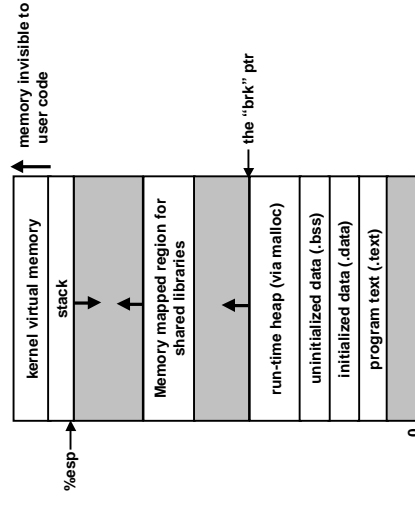 kernel virtual memory
memory invisible to
user code
stack
%esp
Memory mapped region for
shared libraries
the “brk” ptr
run-time heap (via malloc)
uninitialized data (.bss)
initialized data (.data)
program text (.text)
0